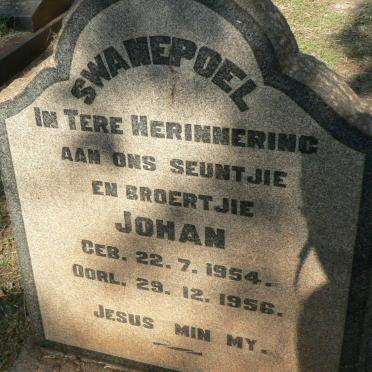 SWANEPOEL
IN TERE HERINNERING
AAN ONS SEUNTJIE
EN BROERTJIE
JOHAN
GEB. 22.7.1954.
OORL. 29.12.1956.
JESUS MIN MY.